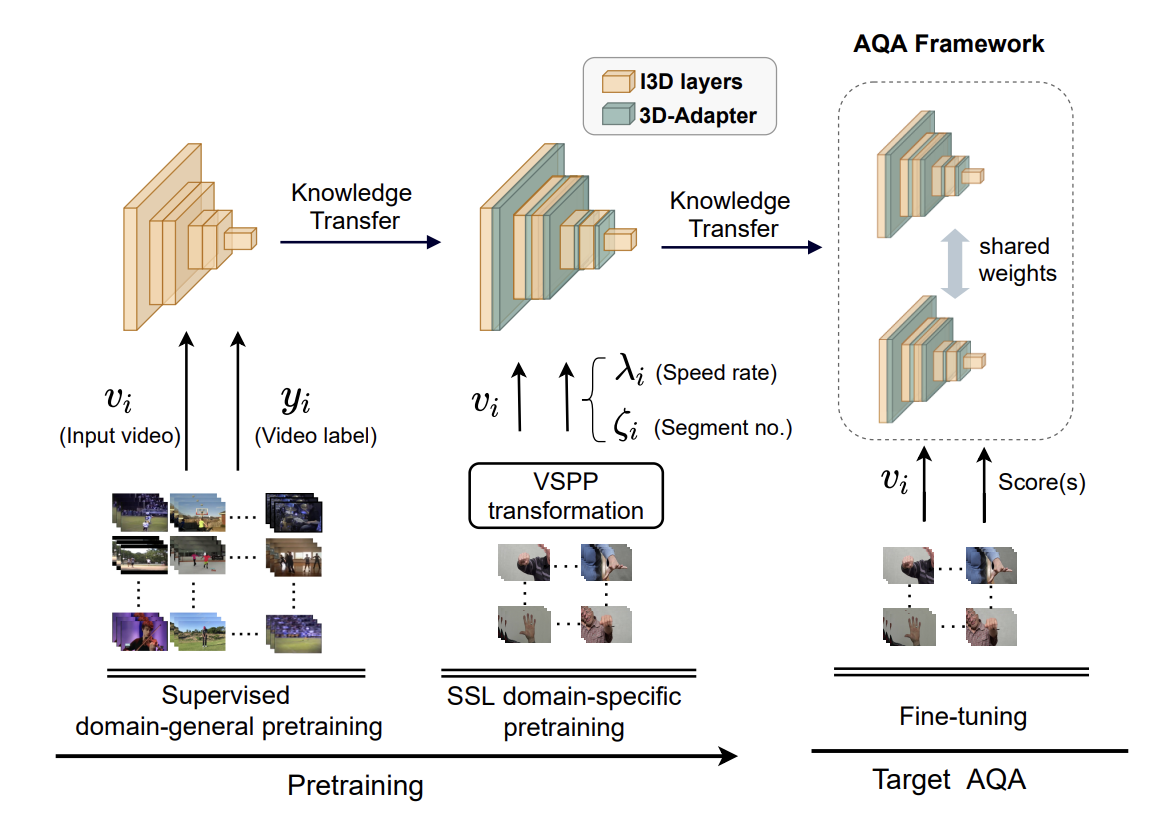 AQA Framework
I3D layers
3D-Adapter
Knowledge
Transfer
Knowledge
Transfer
shared
weights
v_i
(Input video)
y_i
(Video label)
v_i
λ_i (Speed rate)
ζ_i (Segment no.)
VSPP
transformation
v_i
Score(s)
Supervised
domain-general pretraining
SSL domain-specific
pretraining
Fine-tuning
Pretraining
Target AQA